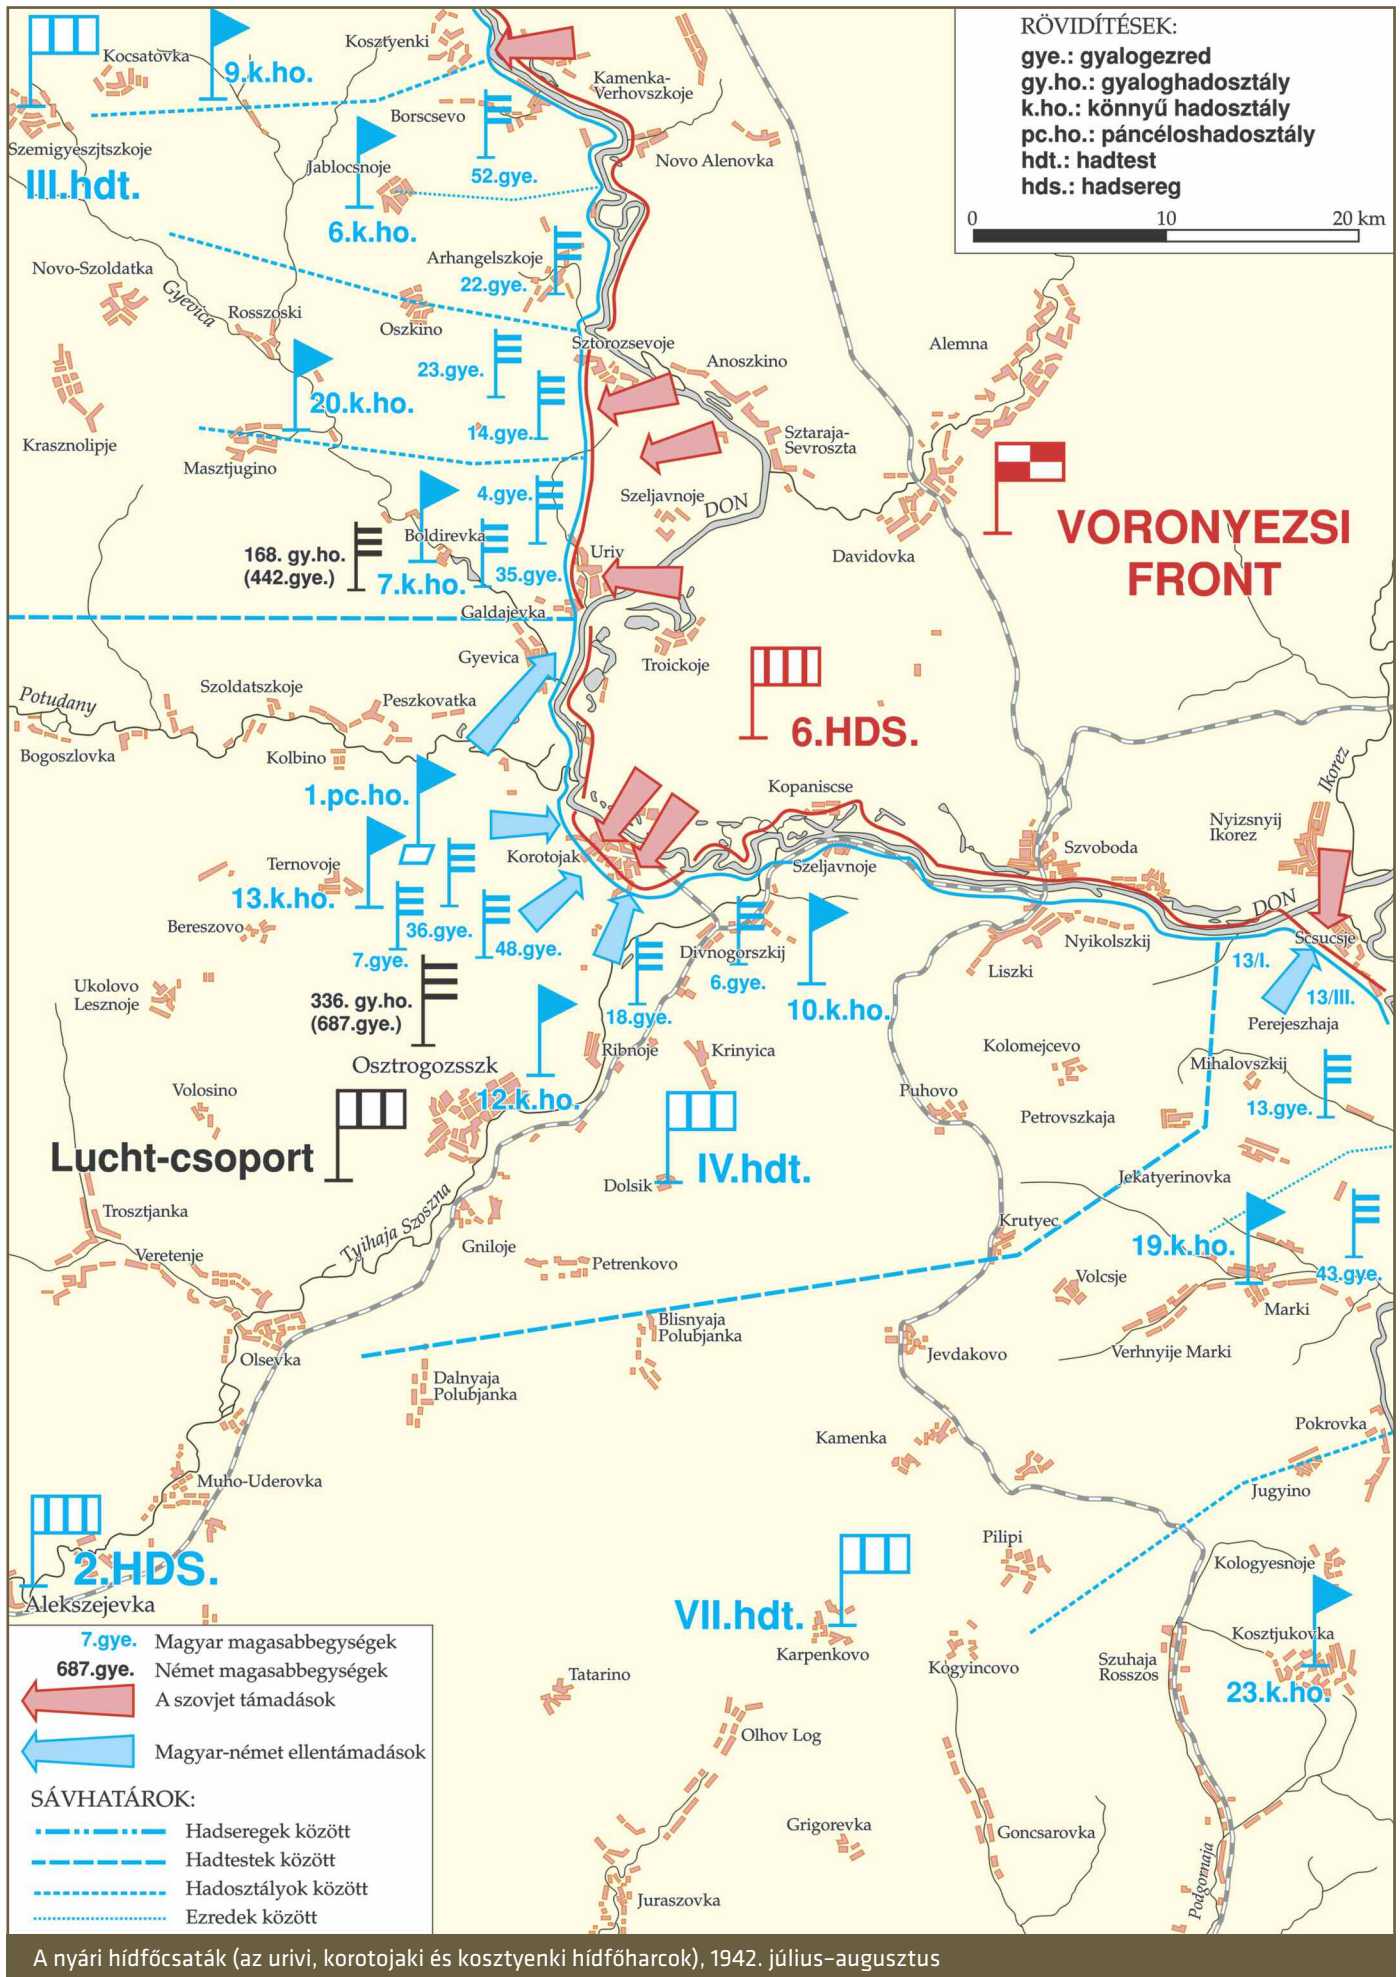 RÖVIDÍTÉSEK:
gye.: gyalogezred
gy.ho.: gyaloghadosztály
k.ho.: könnyű hadosztály
pc.ho.: páncéloshadosztály
hdt.: hadtest
hds.: hadsereg
0 10 20 km
Kocsatovka
9.k.ho.
Kosztyenki
Kamenka-
Verhovszkoje
Borscsevo
Szemigyeszjtszkoje
III.hdt.
Jablocsnoje
52.gye.
Novo Alenovka
6.k.ho.
Arhangelszkoje
22.gye.
Novo-Szoldatka
Gyevica
Rosszoski
Oszkino
Sztorozsevoje
23.gye.
Anoszkino
Alemna
20.k.ho.
14.gye.
Krasznolipje
Masztjugino
Sztaraja-
Sevroszta
4.gye.
Szeljavnoje
DON
Boldirevka
168. gy.ho.
(442.gye.)
7.k.ho.
35.gye.
Uriv
Davidovka
VORONYEZSI
FRONT
Galdajevka
Gyevica
Troickoje
Potudany
Szoldatszkoje
Peszkovatka
6.HDS.
Bogoszlovka
Kolbino
1.pc.ho.
Kopaniscse
Ikorez
Nyizsnyij
Ikorez
Ternovoje
13.k.ho.
Korotojak
Szeljavnoje
Szvoboda
Bereszovo
36.gye.
7.gye.
48.gye.
Divnogorszkij
6.gye.
10.k.ho.
Nyikolszkij
Liszki
DON
Scsucsje
13/I.
13/III.
Perejeszhaja
Ukolovo
Lesznoje
336. gy.ho.
(687.gye.)
18.gye.
Osztrogozsszk
Ribnoje
Krinyica
Kolomejcevo
Mihalovszkij
13.gye.
Volosino
12.k.ho.
Puhovo
Petrovszkaja
Lucht-csoport
IV.hdt.
Dolsik
Jekatyerinovka
Trosztjanka
Tyihaja Szoszna
Gniloje
Krutyec
19.k.ho.
43.gye.
Veretenje
Petrenkovo
Volcsje
Marki
Blisnyaja
Polubjanka
Olsevka
Jevdakovo
Verhnyije Marki
Dalnyaja
Polubjanka
Kamenka
Pokrovka
Muho-Uderovka
Jugyino
2.HDS.
Alekszejevka
Pilipi
Kologyesnoje
VII.hdt.
Karpenkovo
Kogyincovo
Szuhaja
Rosszos
Kosztjukovka
23.k.ho.
Tatarino
Olhov Log
Grigorevka
Goncsarovka
Juraszovka
Podgornaja
7.gye. Magyar magasabbegységek
687.gye. Német magasabbegységek
A szovjet támadások
Magyar-német ellentámadások
SÁVHATÁROK:
Hadseregek között
Hadtestek között
Hadosztályok között
Ezredek között
A nyári hídfőcsaták (az urivi, korotojaki és kosztyenki hídfőharcok), 1942. július–augusztus